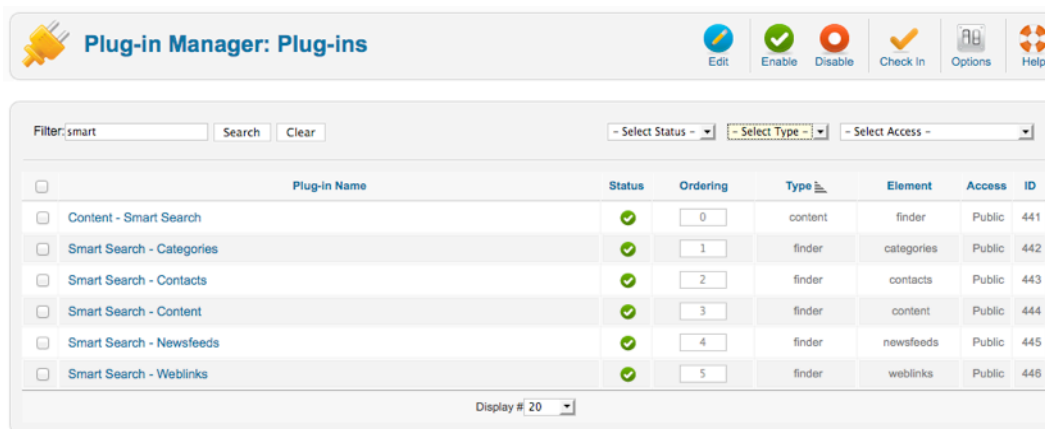 Plug-in Manager: Plug-ins
Edit Enable Disable Check In Options Help
Filter: smart Search Clear - Select Status - - Select Type - - Select Access -
Plug-in Name Status Ordering Type Element Access ID
Content - Smart Search 0 content finder Public 441
Smart Search - Categories 1 finder categories Public 442
Smart Search - Contacts 2 finder contacts Public 443
Smart Search - Content 3 finder content Public 444
Smart Search - Newsfeeds 4 finder newsfeeds Public 445
Smart Search - Weblinks 5 finder weblinks Public 446
Display # 20